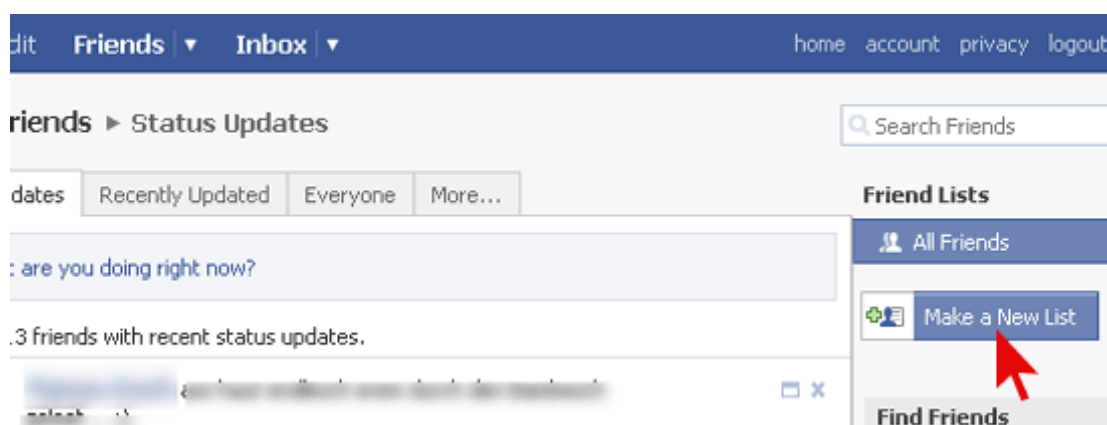 dit Friends ▾ Inbox ▾ home account privacy logout
riends ▸ Status Updates
Search Friends
dates Recently Updated Everyone More...
Friend Lists
All Friends
: are you doing right now?
Make a New List
.3 friends with recent status updates.
Find Friends